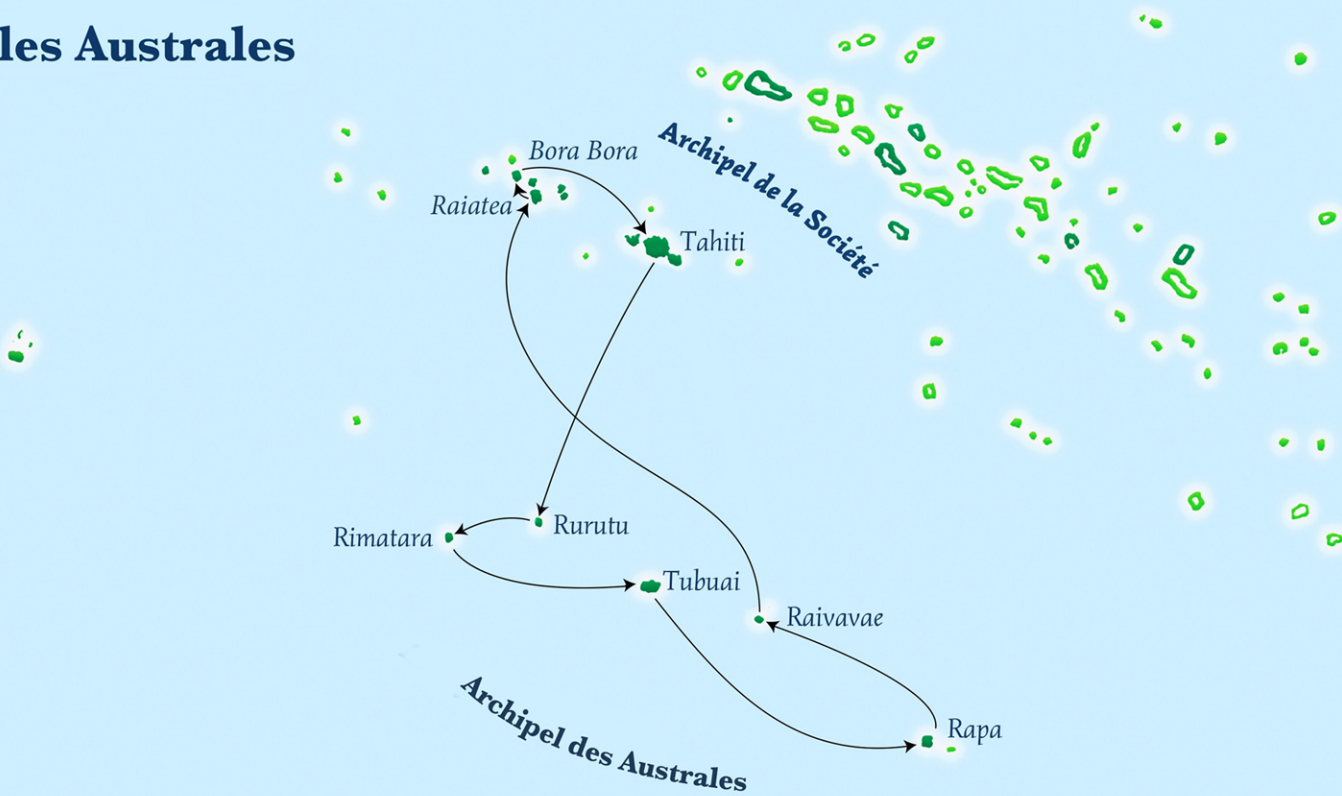 les Australes
Bora Bora
Archipel de la Société
Raiatea
Tahiti
Rurutu
Rimatara
Tubuai
Raivavae
Archipel des Australes
Rapa